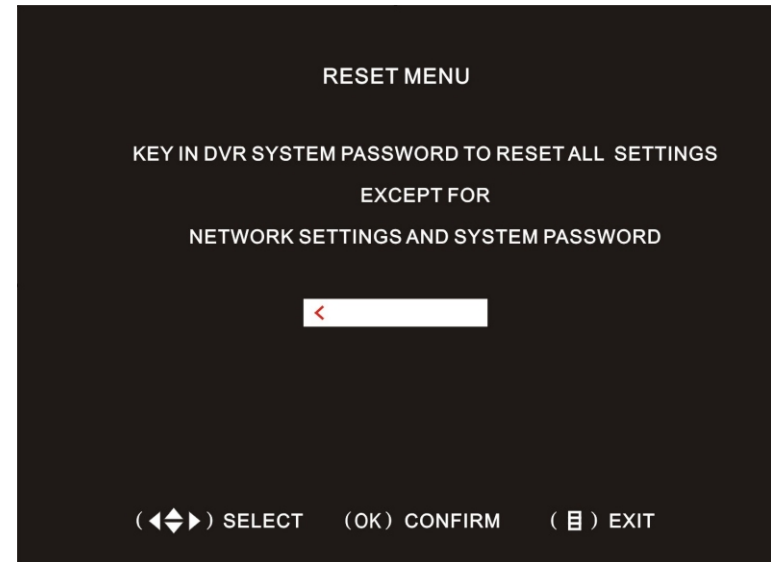 RESET MENU
KEY IN DVR SYSTEM PASSWORD TO RESET ALL SETTINGS
EXCEPT FOR
NETWORK SETTINGS AND SYSTEM PASSWORD
<
(◀◆▶) SELECT (OK) CONFIRM (目) EXIT